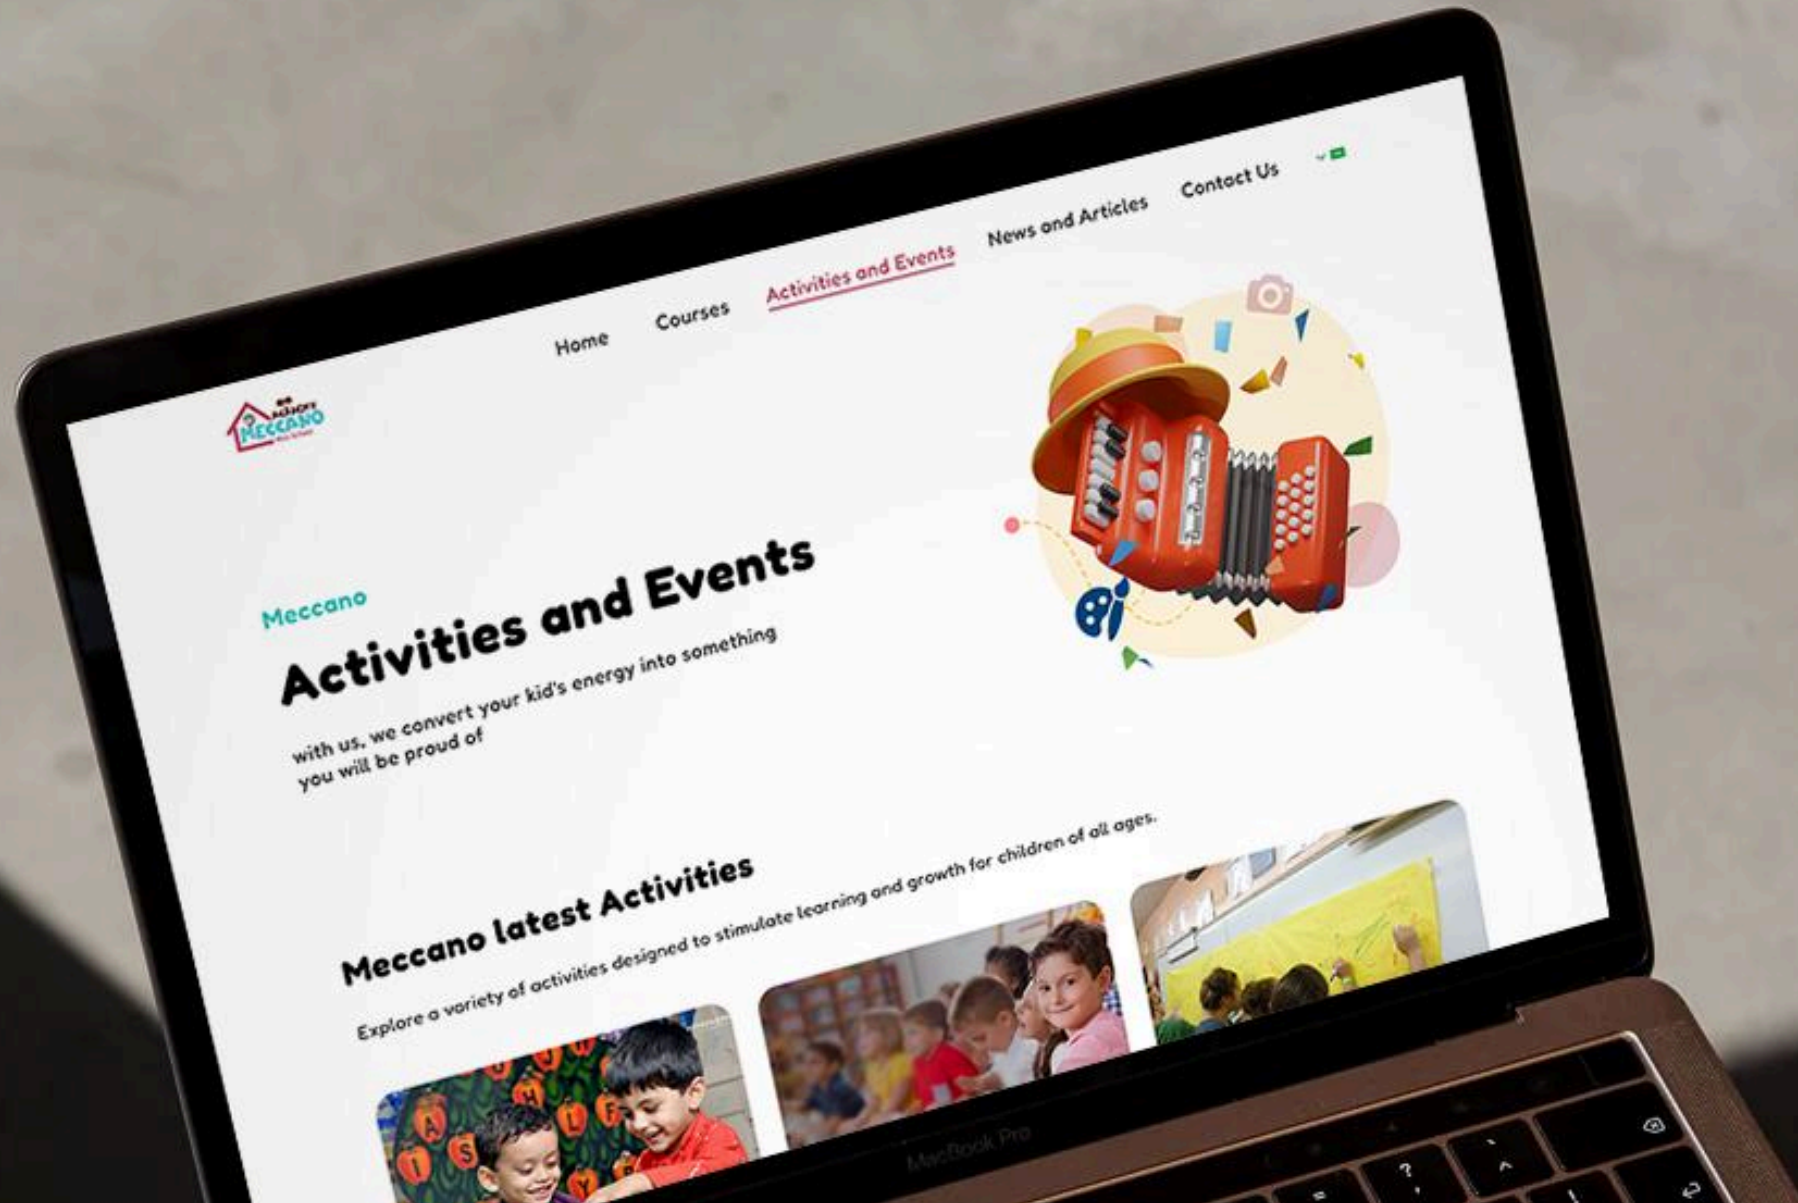 Home
Courses
Activities and Events
News and Articles
Contact Us
MECCANO
Meccano
Activities and Events
with us, we convert your kid's energy into something
you will be proud of
Meccano latest Activities
Explore a variety of activities designed to stimulate learning and growth for children of all ages.
A
H
L
F
I
S
Y
MacBook Pro
?